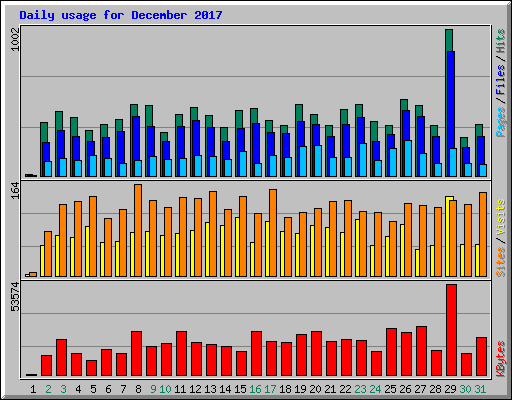 Daily usage for December 2017
1002
Pages / Files / Hits
164
Sites / Visits
53574
KBytes
1 2 3 4 5 6 7 8 9 10 11 12 13 14 15 16 17 18 19 20 21 22 23 24 25 26 27 28 29 30 31